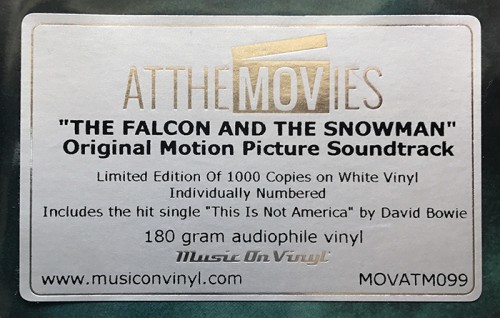 ATTHEMOVIES
"THE FALCON AND THE SNOWMAN"
Original Motion Picture Soundtrack
Limited Edition Of 1000 Copies on White Vinyl
Individually Numbered
Includes the hit single "This Is Not America" by David Bowie
180 gram audiophile vinyl
Music On Vinyl
www.musiconvinyl.com MOVATM099